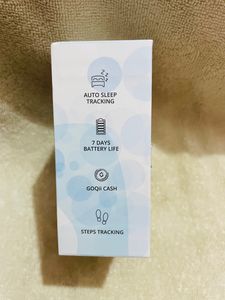 AUTO SLEEP
TRACKING
7 DAYS
BATTERY LIFE
GOQii CASH
STEPS TRACKING